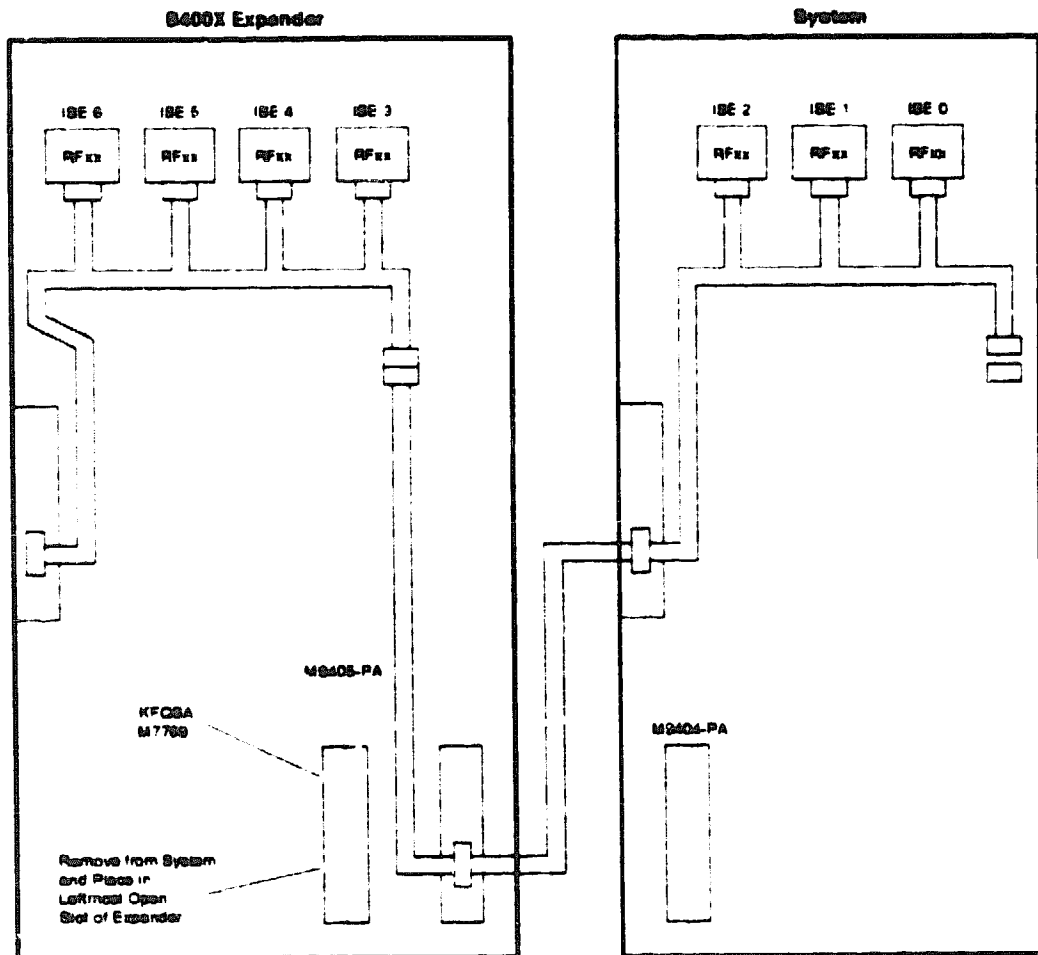 B400X Expander
System
ISE 6
ISE 5
ISE 4
ISE 3
ISE 2
ISE 1
ISE 0
RFxx
RFxx
RFxx
RFxx
RFxx
RFxx
RFxx
M9405-PA
KFQSA
M7769
M9404-PA
Remove from System
and Place in
Leftmost Open
Slot of Expander